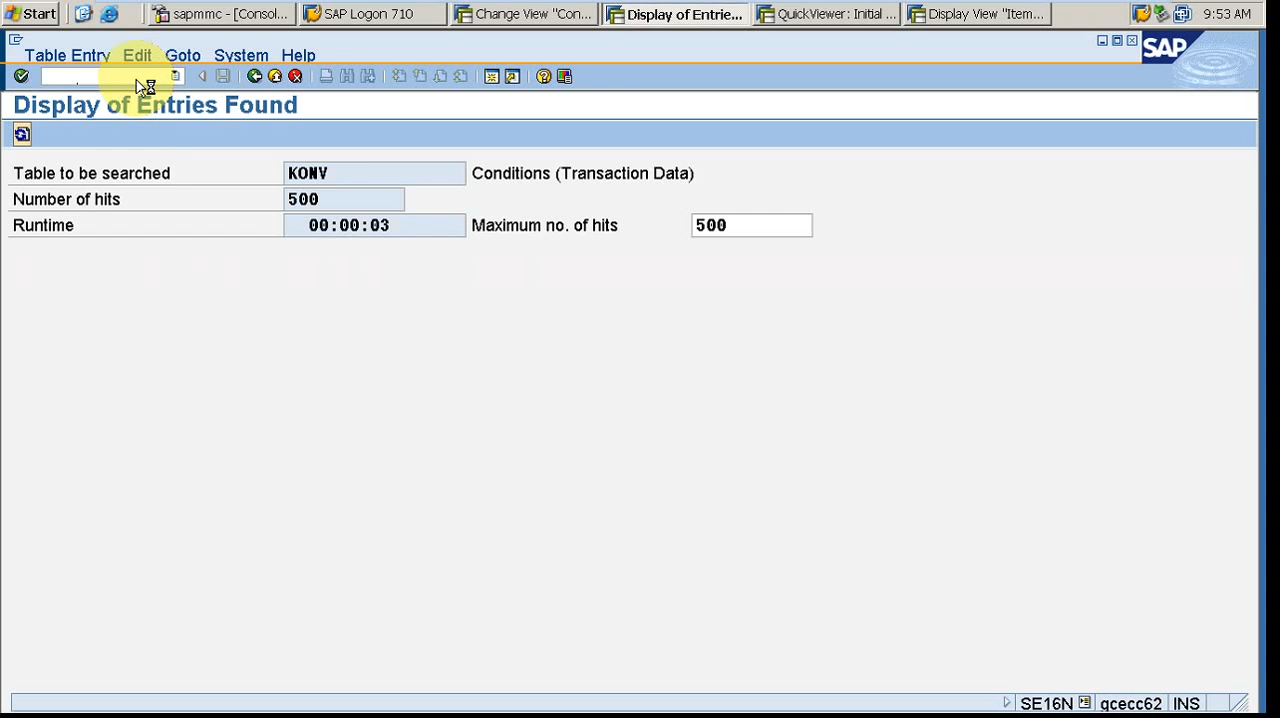 Start sapmmc - [Consol... SAP Logon 710 Change View "Con... Display of Entrie... QuickViewer: Initial ... Display View "Item... 9:53 AM
Table Entry Edit Goto System Help
SAP
Display of Entries Found
Table to be searched KONV Conditions (Transaction Data)
Number of hits 500
Runtime 00:00:03 Maximum no. of hits 500
SE16N gcecc62 INS